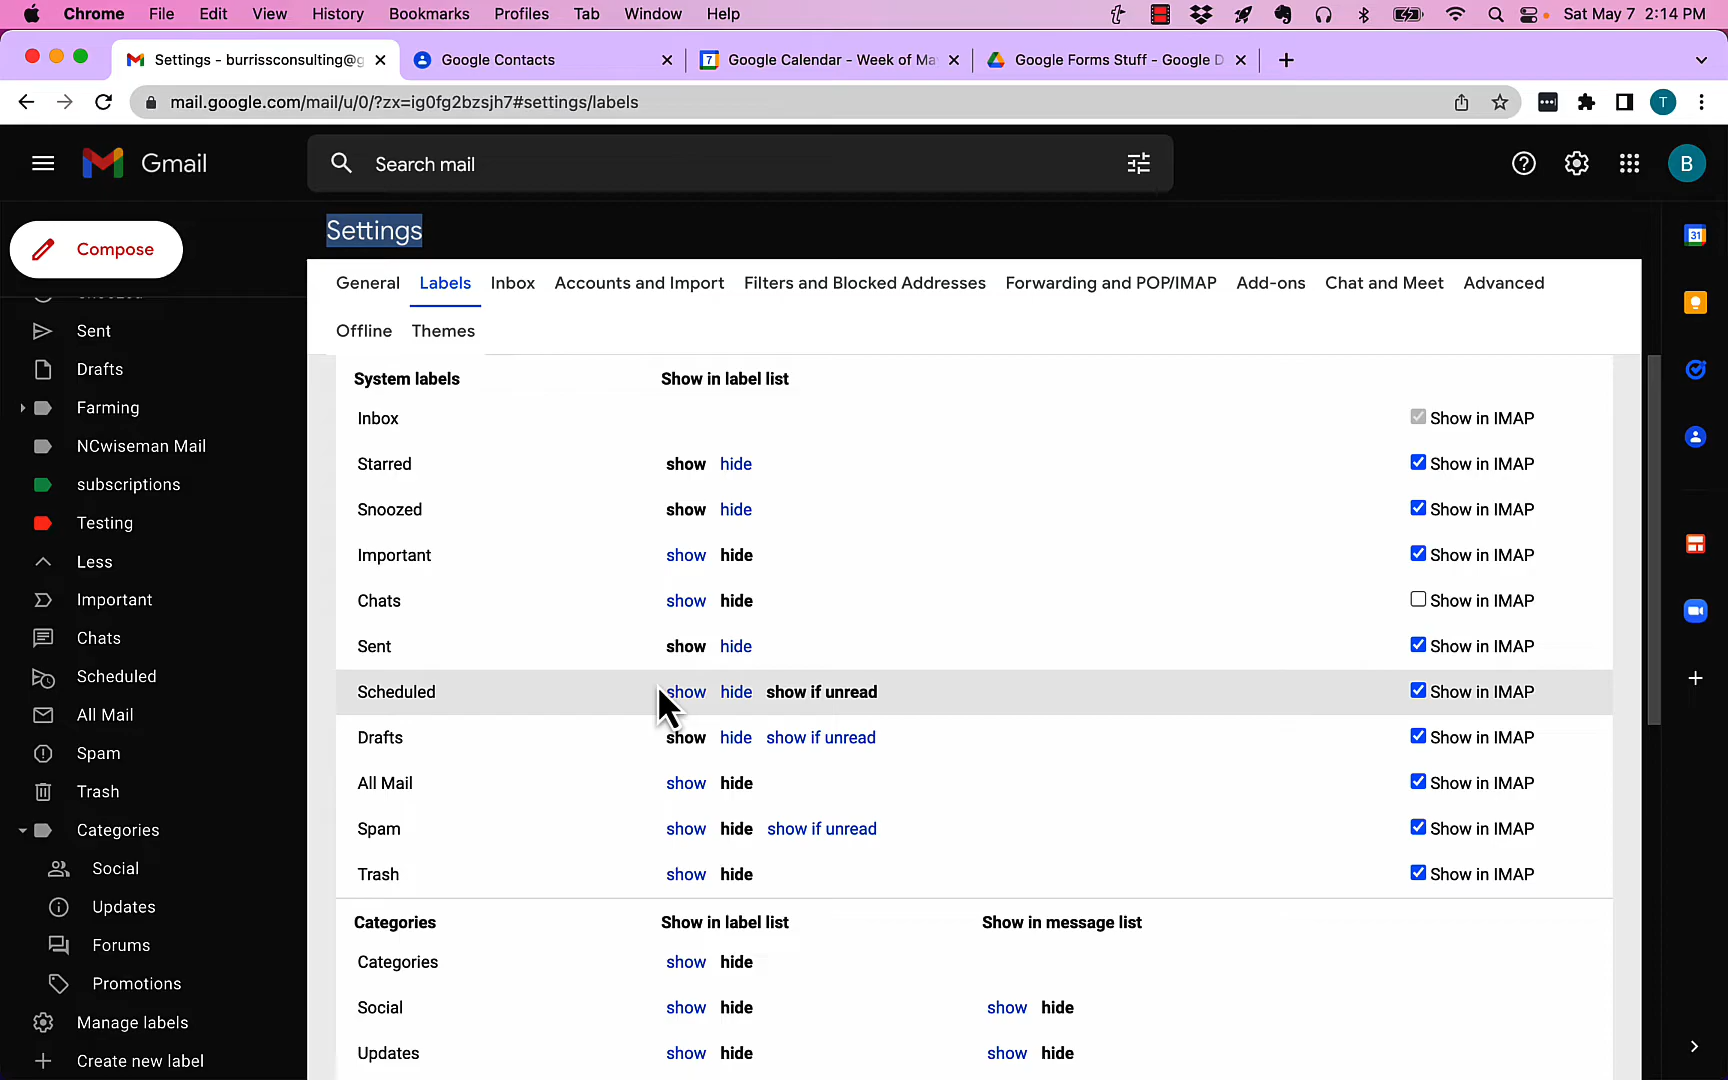 Chrome File Edit View History Bookmarks Profiles Tab Window Help Sat May 7 2:14 PM
Settings - burrissconsulting@g Google Contacts Google Calendar - Week of Ma Google Forms Stuff - Google D
mail.google.com/mail/u/0/?zx=ig0fg2bzsjh7#settings/labels T
Gmail Search mail B
Compose
Sent
Drafts
Farming
NCwiseman Mail
subscriptions
Testing
Less
Important
Chats
Scheduled
All Mail
Spam
Trash
Categories
Social
Updates
Forums
Promotions
Manage labels
Create new label
Settings
General Labels Inbox Accounts and Import Filters and Blocked Addresses Forwarding and POP/IMAP Add-ons Chat and Meet Advanced
Offline Themes
System labels Show in label list
Inbox Show in IMAP
Starred show hide Show in IMAP
Snoozed show hide Show in IMAP
Important show hide Show in IMAP
Chats show hide Show in IMAP
Sent show hide Show in IMAP
Scheduled show hide show if unread Show in IMAP
Drafts show hide show if unread Show in IMAP
All Mail show hide Show in IMAP
Spam show hide show if unread Show in IMAP
Trash show hide Show in IMAP
Categories Show in label list Show in message list
Categories show hide
Social show hide show hide
Updates show hide show hide
31